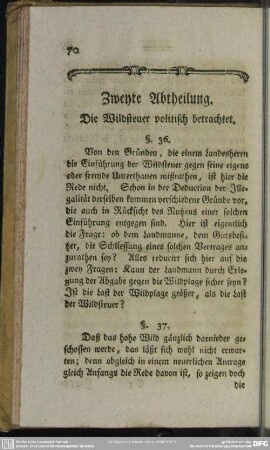 70
Zweyte Abtheilung.
Die Wildsteuer politisch betrachtet.
§. 36.
Von den Gründen, die einem Landesherrn
die Einführung der Wildsteuer gegen seine eigene
oder fremde Unterthanen mißrathen, ist hier die
Rede nicht. Schon in der Deduction der Ille-
galität derselben kommen verschiedene Gründe vor,
die auch in Rücksicht des Nutzens einer solchen
Einführung entgegen sind. Hier ist eigentlich
die Frage: ob dem Landmanne, dem Gutsbesi-
tzer, die Schliessung eines solchen Vertrages an-
zurathen sey? Alles reducirt sich hier auf die
zwey Fragen: Kann der Landmann durch Erle-
gung der Abgabe gegen die Wildplage sicher seyn?
Ist die Last der Wildplage größer, als die Last
der Wildsteuer?
§. 37.
Daß das hohe Wild gänzlich darnieder ge-
schossen werde, das läßt sich wohl nicht erwar-
ten; denn obgleich in einem neuerlichen Antrage
gleich Anfangs die Rede davon ist, so zeigen doch
die